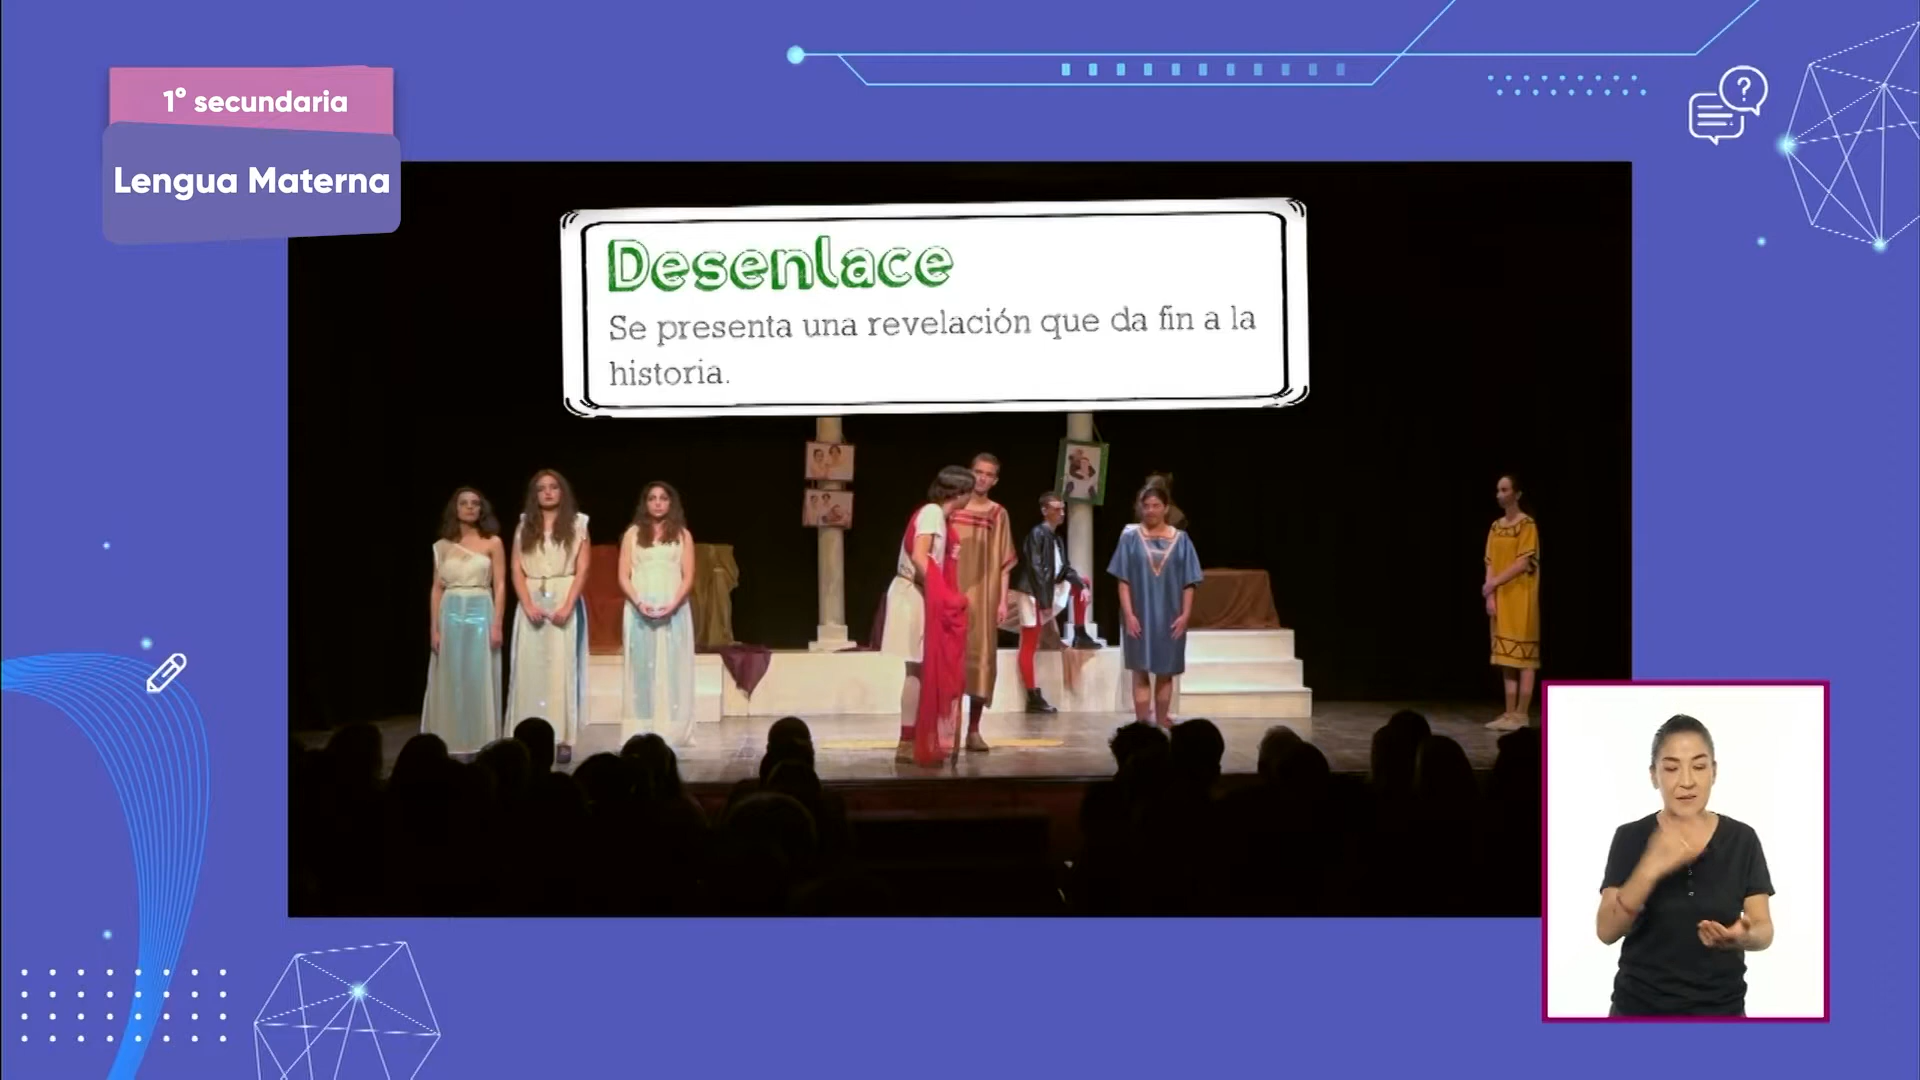 1° secundaria
Lengua Materna
Desenlace
Se presenta una revelación que da fin a la
historia.
?